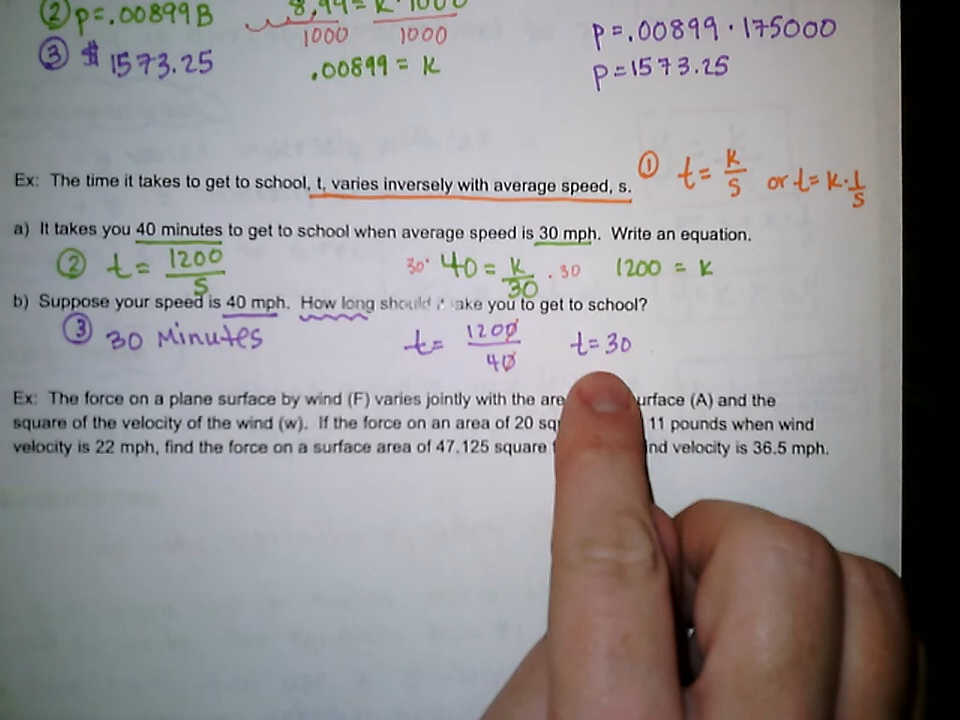 ② p=.00899B
8.99 = K · 1000
1000 1000
p=.00899 · 175000
③ $1573.25
.00899 = K
p=1573.25
Ex: The time it takes to get to school, t, varies inversely with average speed, s.
① t= K/S or t= K· 1/S
a) It takes you 40 minutes to get to school when average speed is 30 mph. Write an equation.
② t= 1200/S 30· 40 = K/30 · 30 1200 = K
b) Suppose your speed is 40 mph. How long should you to get to school?
③ 30 Minutes t= 1200/40 t=30
Ex: The force on a plane surface by wind (F) varies jointly with the (A) and the
square of the velocity of the wind (w). If the force on an area of 20 11 pounds when wind
velocity is 22 mph, find the force on a surface area of 47.125 square velocity is 36.5 mph.